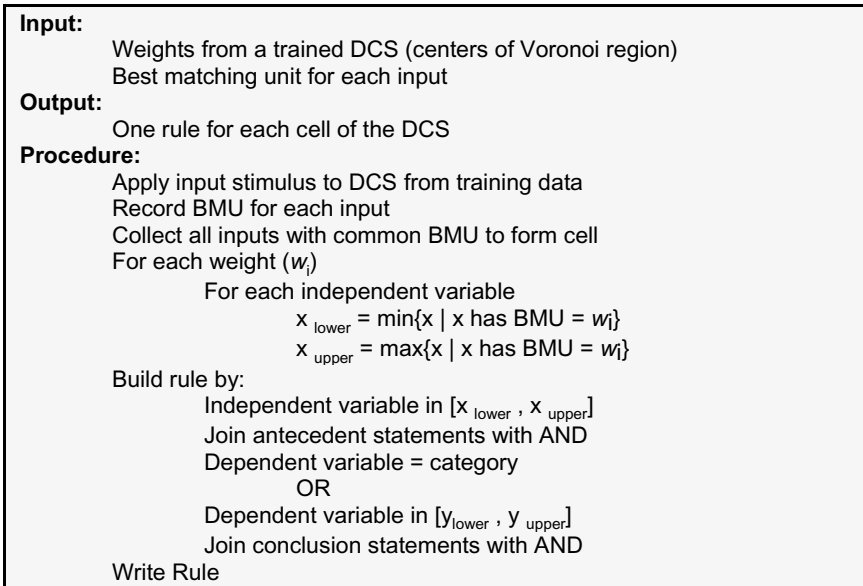 Input:
Weights from a trained DCS (centers of Voronoi region)
Best matching unit for each input
Output:
One rule for each cell of the DCS
Procedure:
Apply input stimulus to DCS from training data
Record BMU for each input
Collect all inputs with common BMU to form cell
For each weight (wi)
For each independent variable
x lower = min{x | x has BMU = wi}
x upper = max{x | x has BMU = wi}
Build rule by:
Independent variable in [x lower , x upper]
Join antecedent statements with AND
Dependent variable = category
OR
Dependent variable in [ylower , y upper]
Join conclusion statements with AND
Write Rule